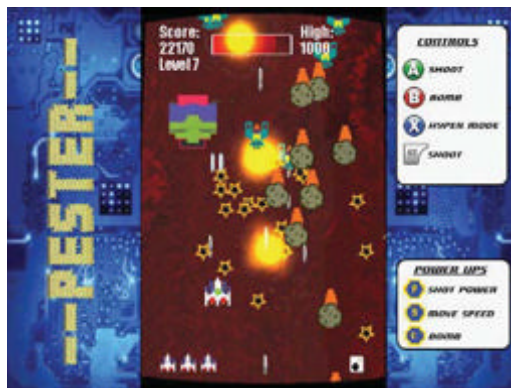 --PESTER--
Score:
22170
Level 7
High:
1000
CONTROLS
A SHOOT
B BOMB
X HYPER MODE
SHOOT
POWER UPS
P SHOT POWER
S MOVE SPEED
BOMB